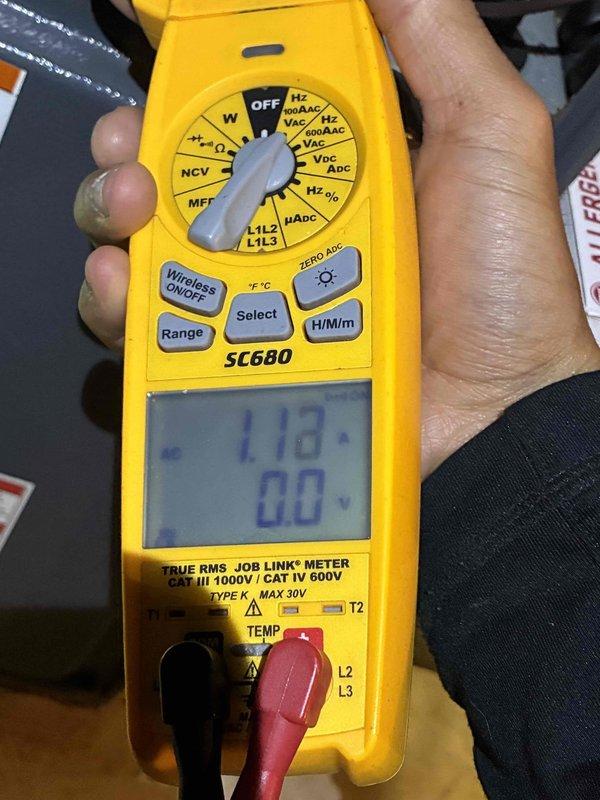 OFF
Hz
100AAC
VAC
Hz
600AAC
VAC
VDC
ADC
Hz %
µADC
L1L2
L1L3
NCV
Ω
W
ZERO ADC
Wireless
ON/OFF
°F °C
Select
Range
H/M/m
SC680
AC
A
0.0 V
TRUE RMS JOB LINK® METER
CAT III 1000V / CAT IV 600V
TYPE K MAX 30V
T1
T2
TEMP
+
L2
L3
ALLERGE